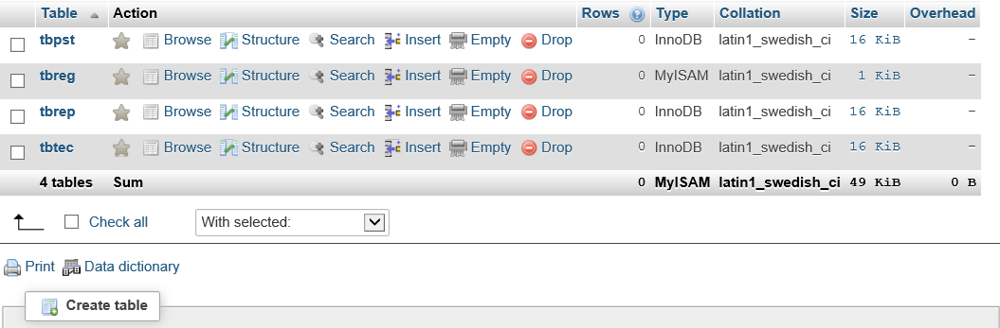 Table Action Rows Type Collation Size Overhead
tbpst Browse Structure Search Insert Empty Drop 0 InnoDB latin1_swedish_ci 16 KiB -
tbreg Browse Structure Search Insert Empty Drop 0 MyISAM latin1_swedish_ci 1 KiB -
tbrep Browse Structure Search Insert Empty Drop 0 InnoDB latin1_swedish_ci 16 KiB -
tbtec Browse Structure Search Insert Empty Drop 0 InnoDB latin1_swedish_ci 16 KiB -
4 tables Sum 0 MyISAM latin1_swedish_ci 49 KiB 0 B
Check all With selected:
Print Data dictionary
Create table